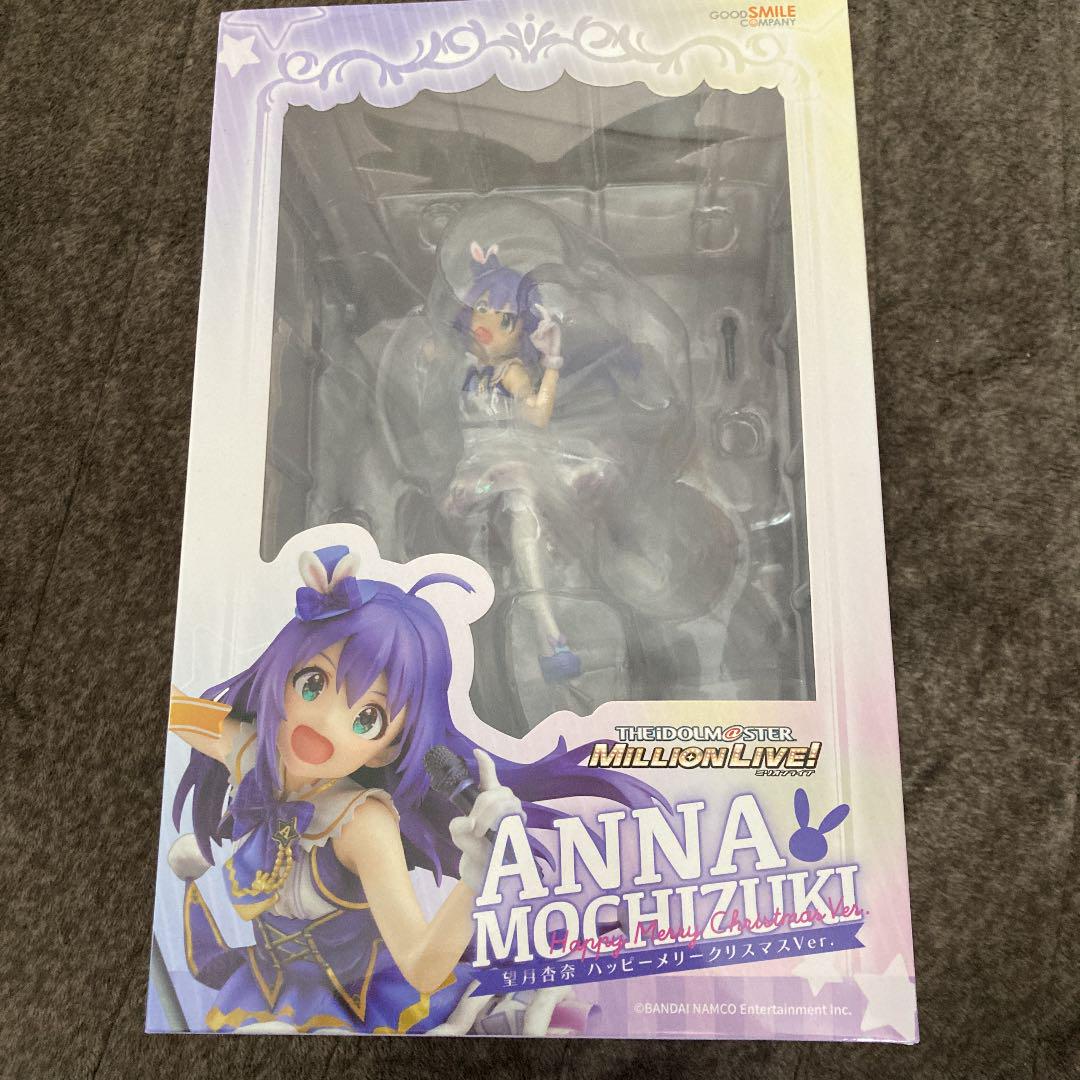 GOODSMILE
COMPANY
THE iDOLM@STER
MILLION LIVE!
ミリオンライブ
A
ANNA
MOCHIZUKI
Happy Merry Christmas Ver.
望月杏奈 ハッピーメリークリスマスVer.
©BANDAI NAMCO Entertainment Inc.